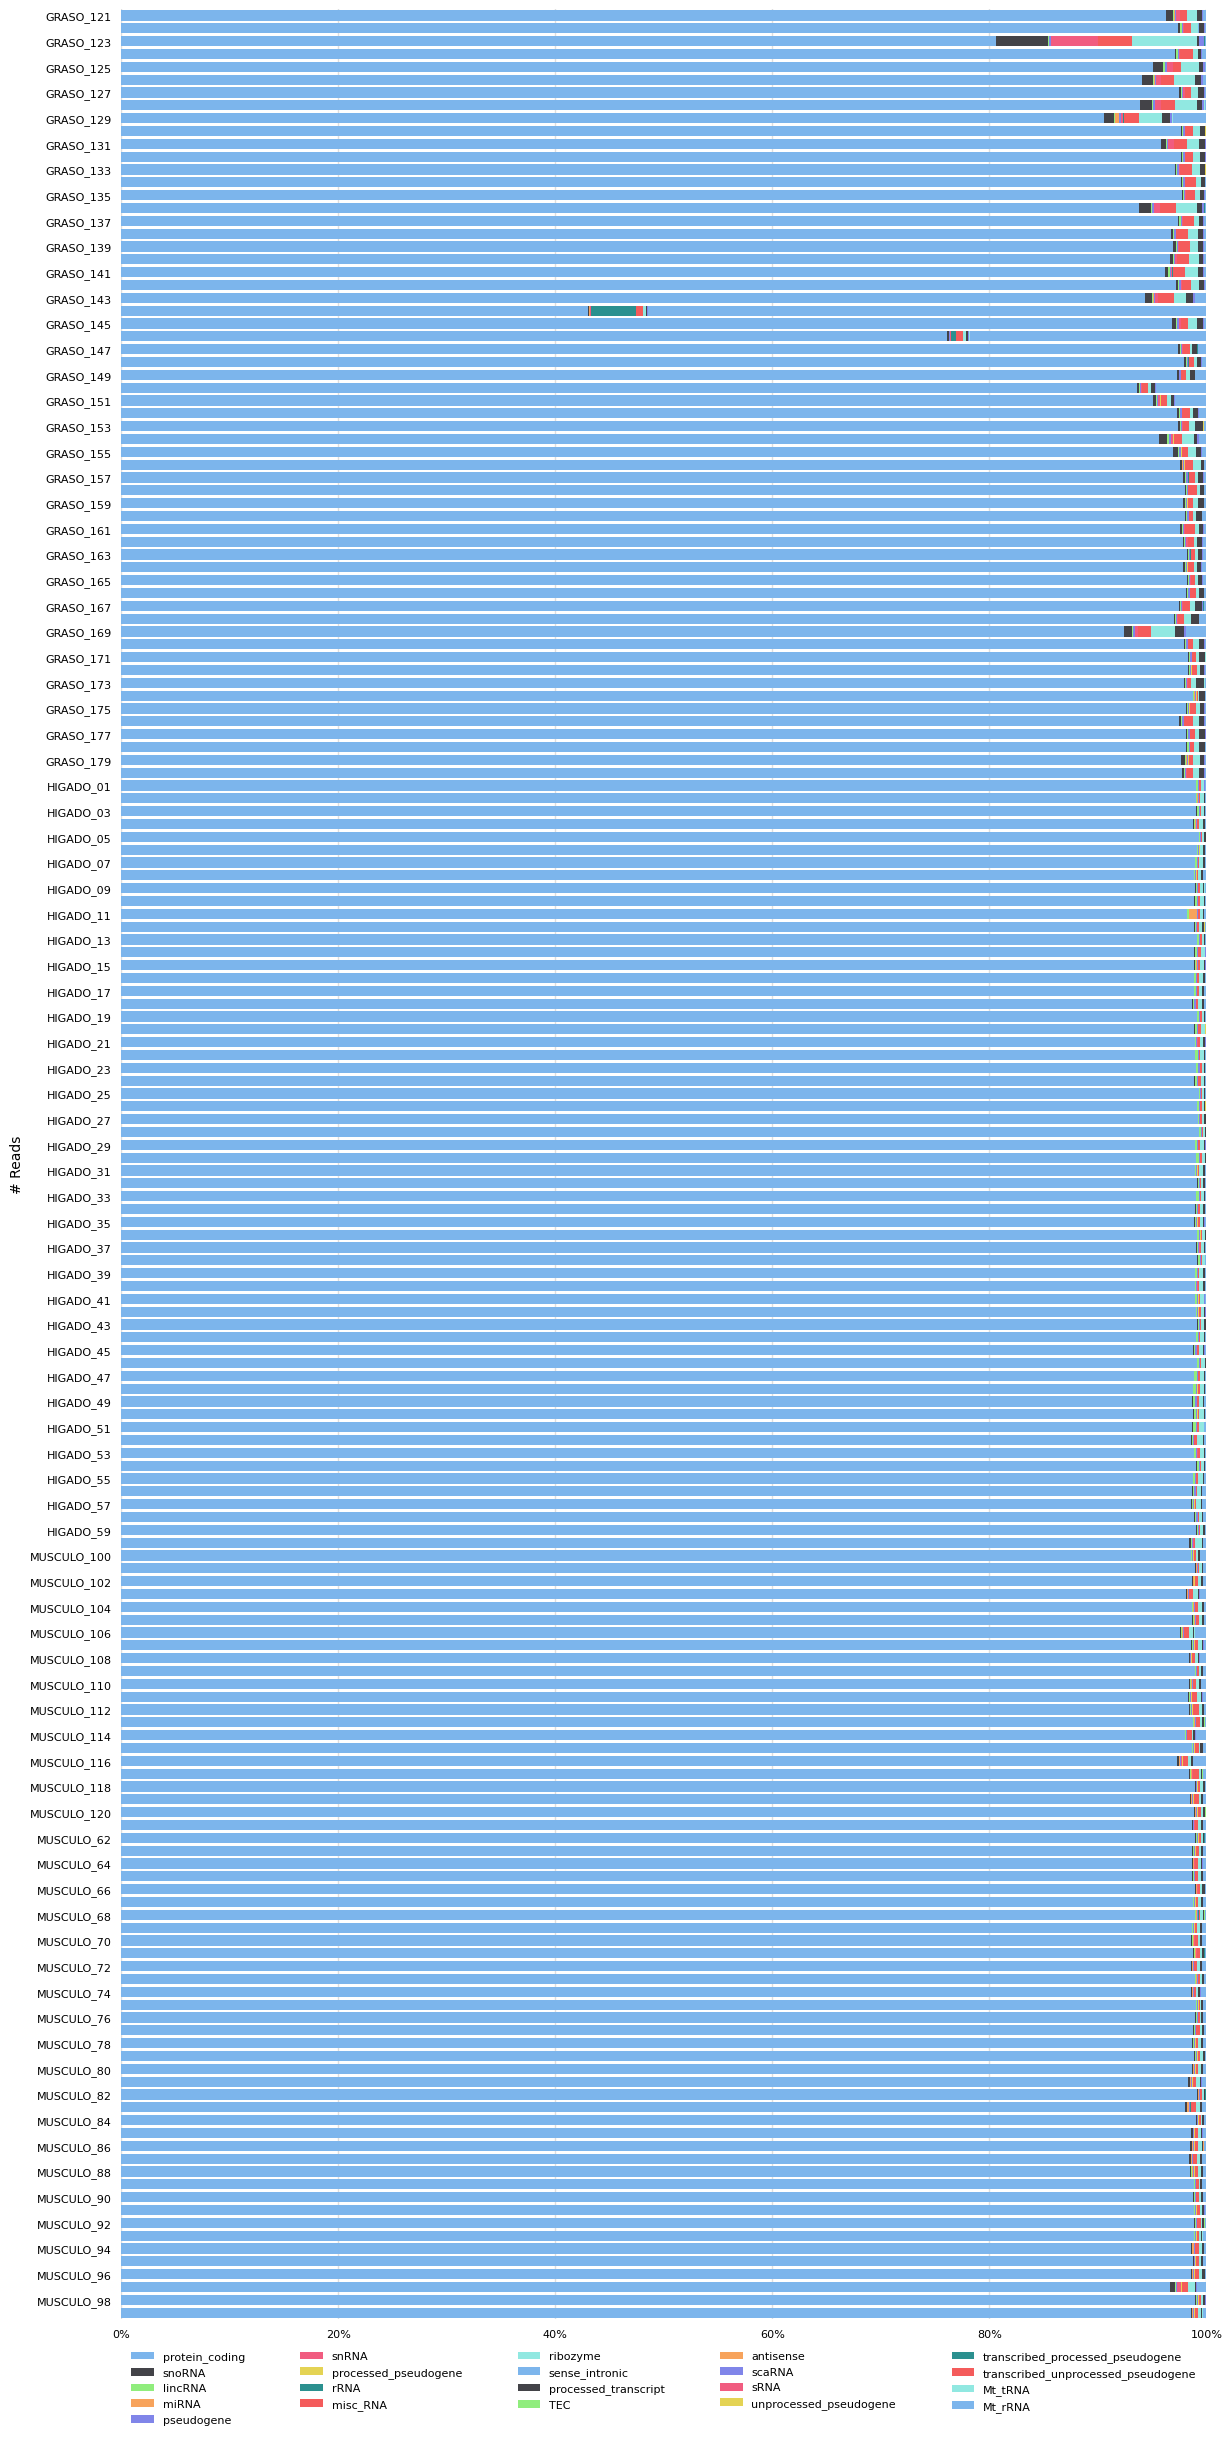 GRASO_121
GRASO_123
GRASO_125
GRASO_127
GRASO_129
GRASO_131
GRASO_133
GRASO_135
GRASO_137
GRASO_139
GRASO_141
GRASO_143
GRASO_145
GRASO_147
GRASO_149
GRASO_151
GRASO_153
GRASO_155
GRASO_157
GRASO_159
GRASO_161
GRASO_163
GRASO_165
GRASO_167
GRASO_169
GRASO_171
GRASO_173
GRASO_175
GRASO_177
GRASO_179
HIGADO_01
HIGADO_03
HIGADO_05
HIGADO_07
HIGADO_09
HIGADO_11
HIGADO_13
HIGADO_15
HIGADO_17
HIGADO_19
HIGADO_21
HIGADO_23
HIGADO_25
HIGADO_27
HIGADO_29
HIGADO_31
HIGADO_33
HIGADO_35
HIGADO_37
HIGADO_39
HIGADO_41
HIGADO_43
HIGADO_45
HIGADO_47
HIGADO_49
HIGADO_51
HIGADO_53
HIGADO_55
HIGADO_57
HIGADO_59
MUSCULO_100
MUSCULO_102
MUSCULO_104
MUSCULO_106
MUSCULO_108
MUSCULO_110
MUSCULO_112
MUSCULO_114
MUSCULO_116
MUSCULO_118
MUSCULO_120
MUSCULO_62
MUSCULO_64
MUSCULO_66
MUSCULO_68
MUSCULO_70
MUSCULO_72
MUSCULO_74
MUSCULO_76
MUSCULO_78
MUSCULO_80
MUSCULO_82
MUSCULO_84
MUSCULO_86
MUSCULO_88
MUSCULO_90
MUSCULO_92
MUSCULO_94
MUSCULO_96
MUSCULO_98
# Reads
0% 20% 40% 60% 80% 100%
protein_coding
snoRNA
lincRNA
miRNA
pseudogene
snRNA
processed_pseudogene
rRNA
misc_RNA
ribozyme
sense_intronic
processed_transcript
TEC
antisense
scaRNA
sRNA
unprocessed_pseudogene
transcribed_processed_pseudogene
transcribed_unprocessed_pseudogene
Mt_tRNA
Mt_rRNA